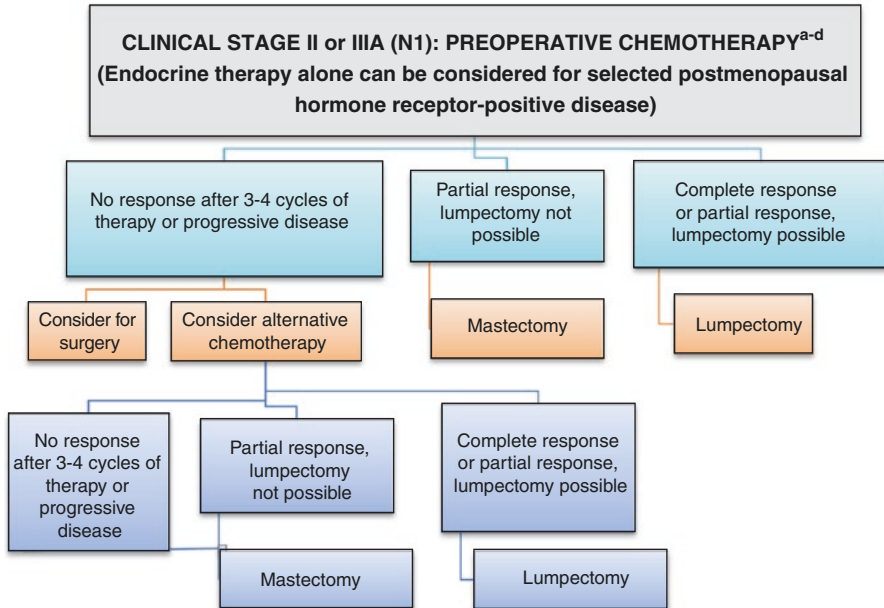 CLINICAL STAGE II or IIIA (N1): PREOPERATIVE CHEMOTHERAPYa-d
(Endocrine therapy alone can be considered for selected postmenopausal
hormone receptor-positive disease)
No response after 3-4 cycles of
therapy or progressive disease
Partial response,
lumpectomy not
possible
Complete response
or partial response,
lumpectomy possible
Consider for
surgery
Consider alternative
chemotherapy
Mastectomy
Lumpectomy
No response
after 3-4 cycles of
therapy or
progressive
disease
Partial response,
lumpectomy
not possible
Complete response
or partial response,
lumpectomy possible
Mastectomy
Lumpectomy